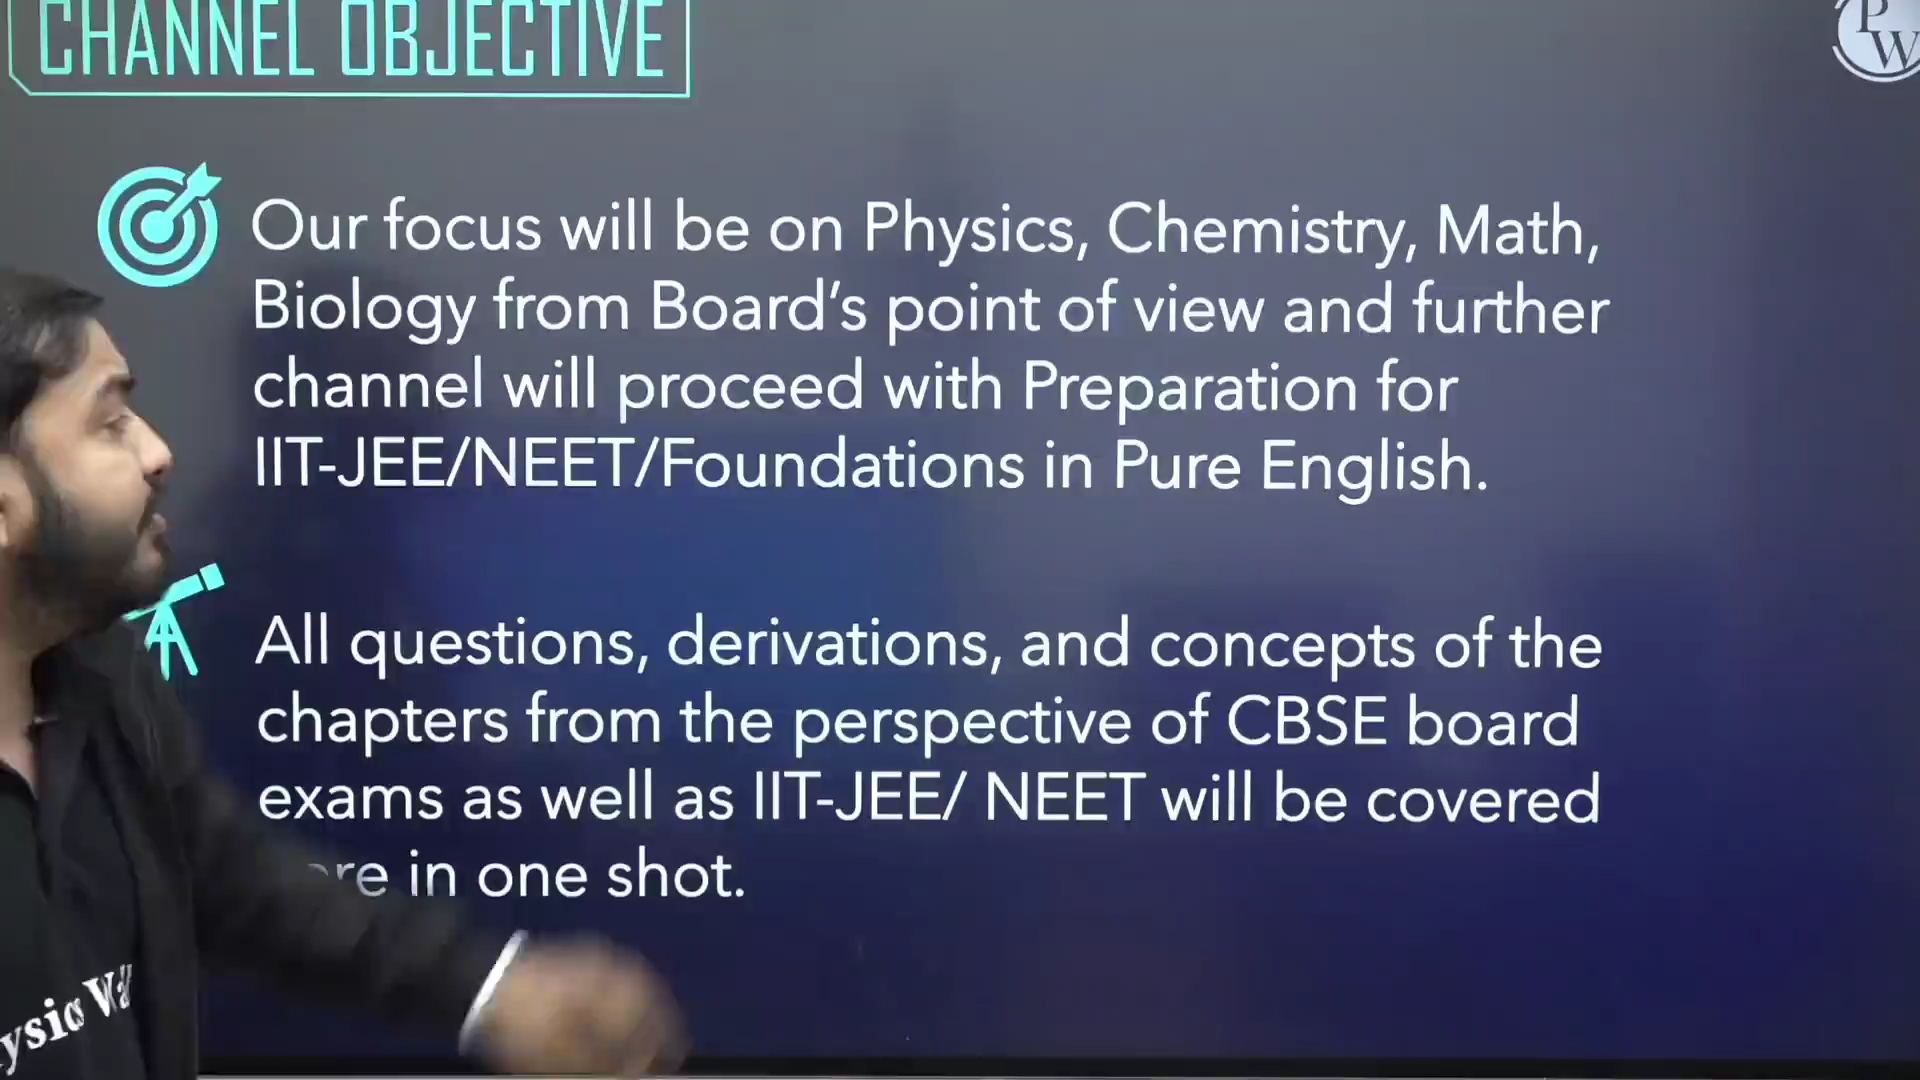 CHANNEL OBJECTIVE
PW
Our focus will be on Physics, Chemistry, Math,
Biology from Board's point of view and further
channel will proceed with Preparation for
IIT-JEE/NEET/Foundations in Pure English.
All questions, derivations, and concepts of the
chapters from the perspective of CBSE board
exams as well as IIT-JEE/ NEET will be covered
in one shot.